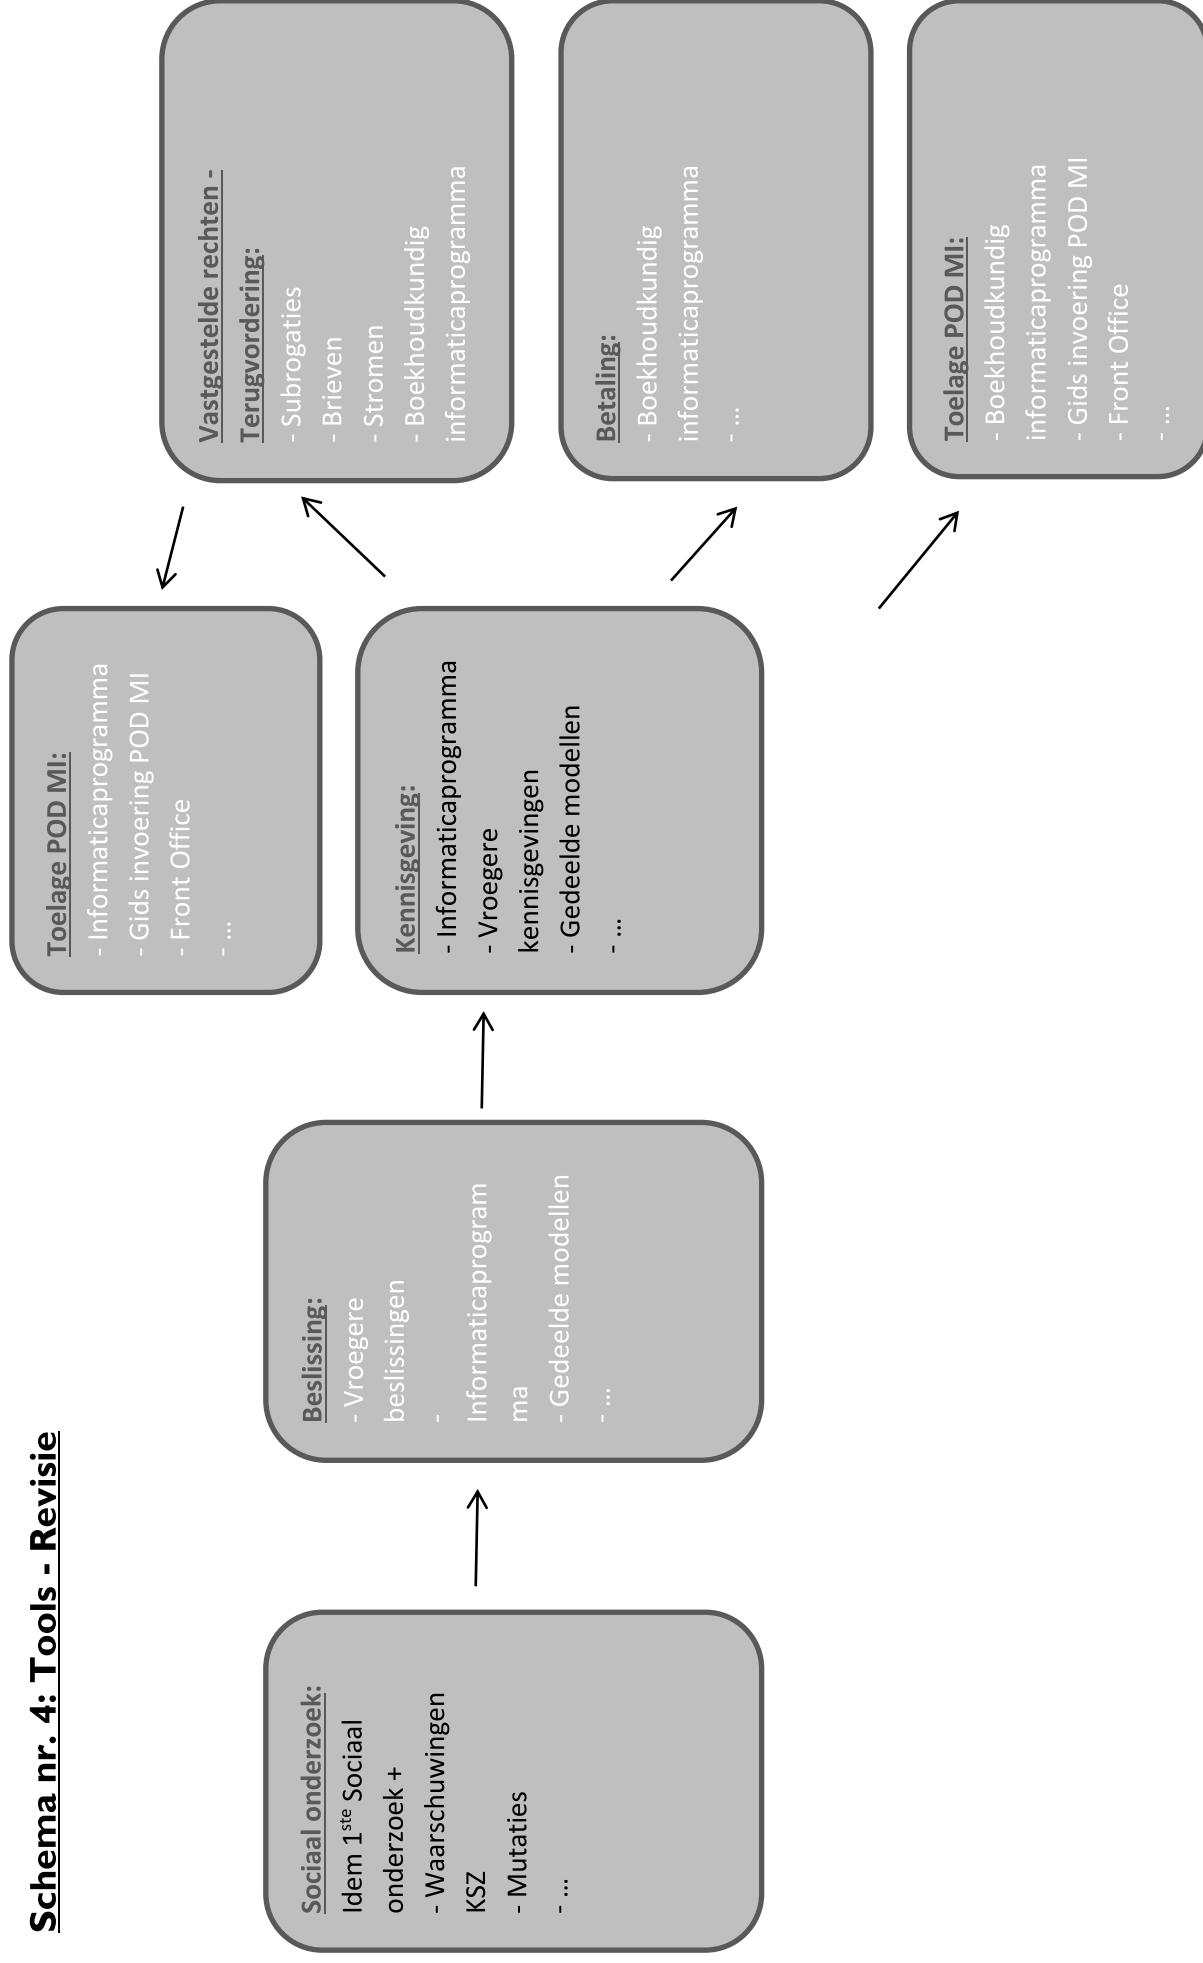 Schema nr. 4: Tools - Revisie
Sociaal onderzoek:
Idem 1ste Sociaal
onderzoek +
- Waarschuwingen
KSZ
- Mutaties
- ...
Beslissing:
- Vroegere
beslissingen
-
Informaticaprogram
ma
- Gedeelde modellen
- ...
Toelage POD MI:
- Informaticaprogramma
- Gids invoering POD MI
- Front Office
- ...
Kennisgeving:
- Informaticaprogramma
- Vroegere
kennisgevingen
- Gedeelde modellen
- ...
Vastgestelde rechten -
Terugvordering:
- Subrogaties
- Brieven
- Stromen
- Boekhoudkundig
informaticaprogramma
Betaling:
- Boekhoudkundig
informaticaprogramma
- ...
Toelage POD MI:
- Boekhoudkundig
informaticaprogramma
- Gids invoering POD MI
- Front Office
- ...